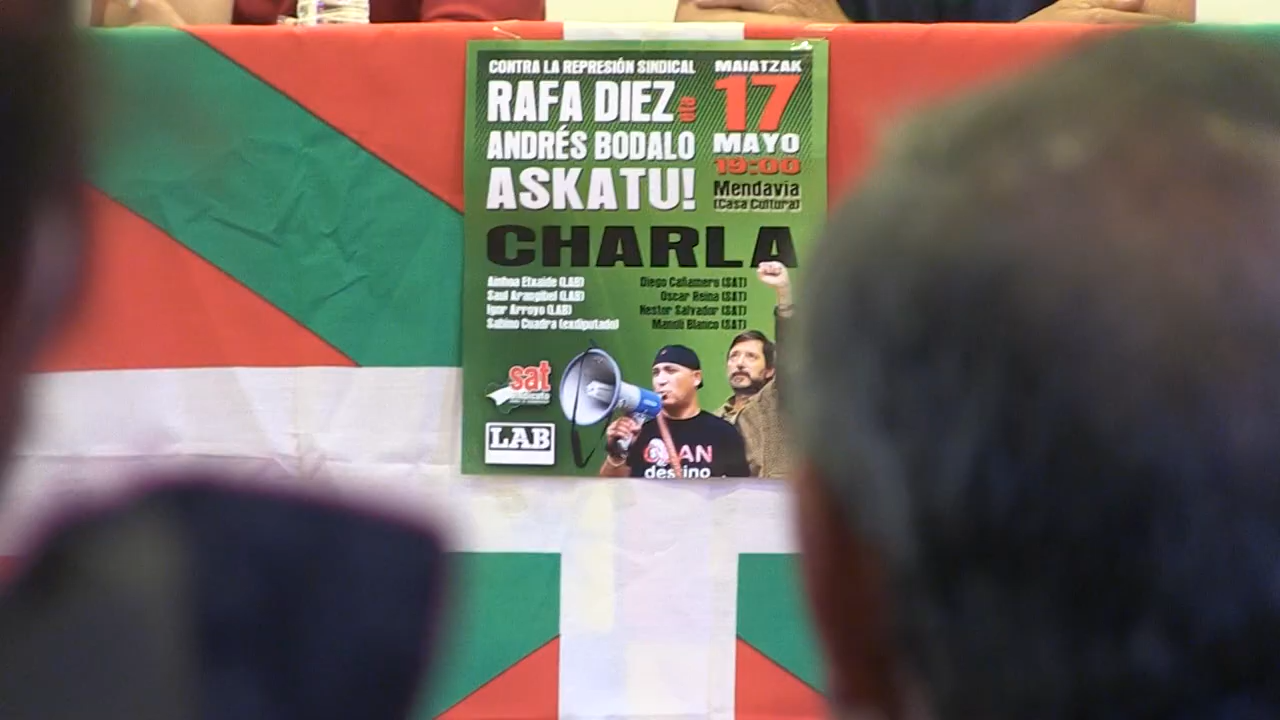 CONTRA LA REPRESIÓN SINDICAL
RAFA DIEZ eta
ANDRÉS BODALO
ASKATU!
MAIATZAK
17
MAYO
19:00
Mendavia
(Casa Cultural)
CHARLA
Ainhoa Etxaide (LAB)
Saul Arangibel (LAB)
Igor Arroyo (LAB)
Sabino Cuadra (exdiputado)
Diego Cañamero (SAT)
Oscar Reina (SAT)
Nestor Salvador (SAT)
Manoli Blanco (SAT)
sat
LAB